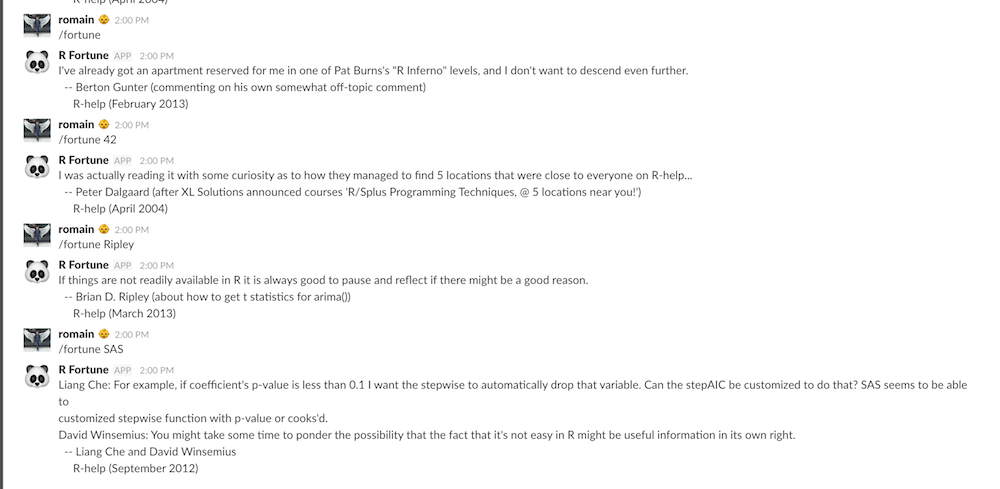 R-help (April 2004)
romain 2:00 PM
/fortune
R Fortune APP 2:00 PM
I've already got an apartment reserved for me in one of Pat Burns's "R Inferno" levels, and I don't want to descend even further.
-- Berton Gunter (commenting on his own somewhat off-topic comment)
R-help (February 2013)
romain 2:00 PM
/fortune 42
R Fortune APP 2:00 PM
I was actually reading it with some curiosity as to how they managed to find 5 locations that were close to everyone on R-help...
-- Peter Dalgaard (after XL Solutions announced courses 'R/Splus Programming Techniques, @ 5 locations near you!')
R-help (April 2004)
romain 2:00 PM
/fortune Ripley
R Fortune APP 2:00 PM
If things are not readily available in R it is always good to pause and reflect if there might be a good reason.
-- Brian D. Ripley (about how to get t statistics for arima())
R-help (March 2013)
romain 2:00 PM
/fortune SAS
R Fortune APP 2:00 PM
Liang Che: For example, if coefficient's p-value is less than 0.1 I want the stepwise to automatically drop that variable. Can the stepAIC be customized to do that? SAS seems to be able
to
customized stepwise function with p-value or cooks'd.
David Winsemius: You might take some time to ponder the possibility that the fact that it's not easy in R might be useful information in its own right.
-- Liang Che and David Winsemius
R-help (September 2012)